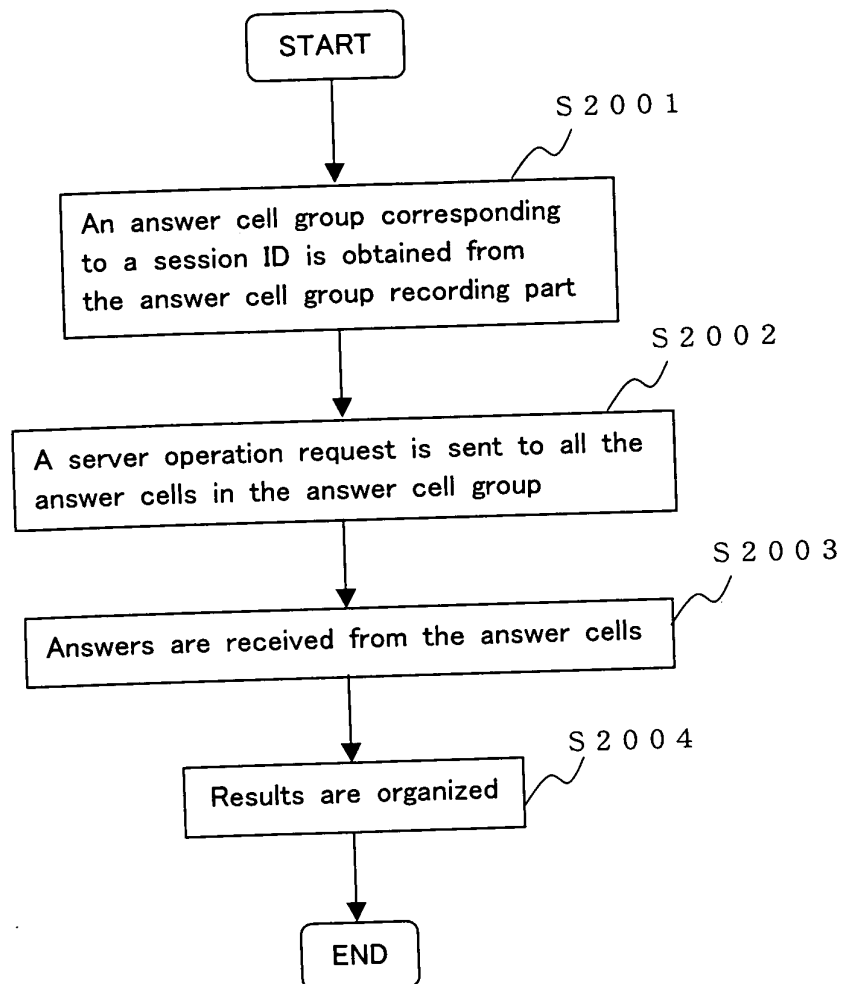 START
S2001
An answer cell group corresponding
to a session ID is obtained from
the answer cell group recording part
S2002
A server operation request is sent to all the
answer cells in the answer cell group
S2003
Answers are received from the answer cells
S2004
Results are organized
END